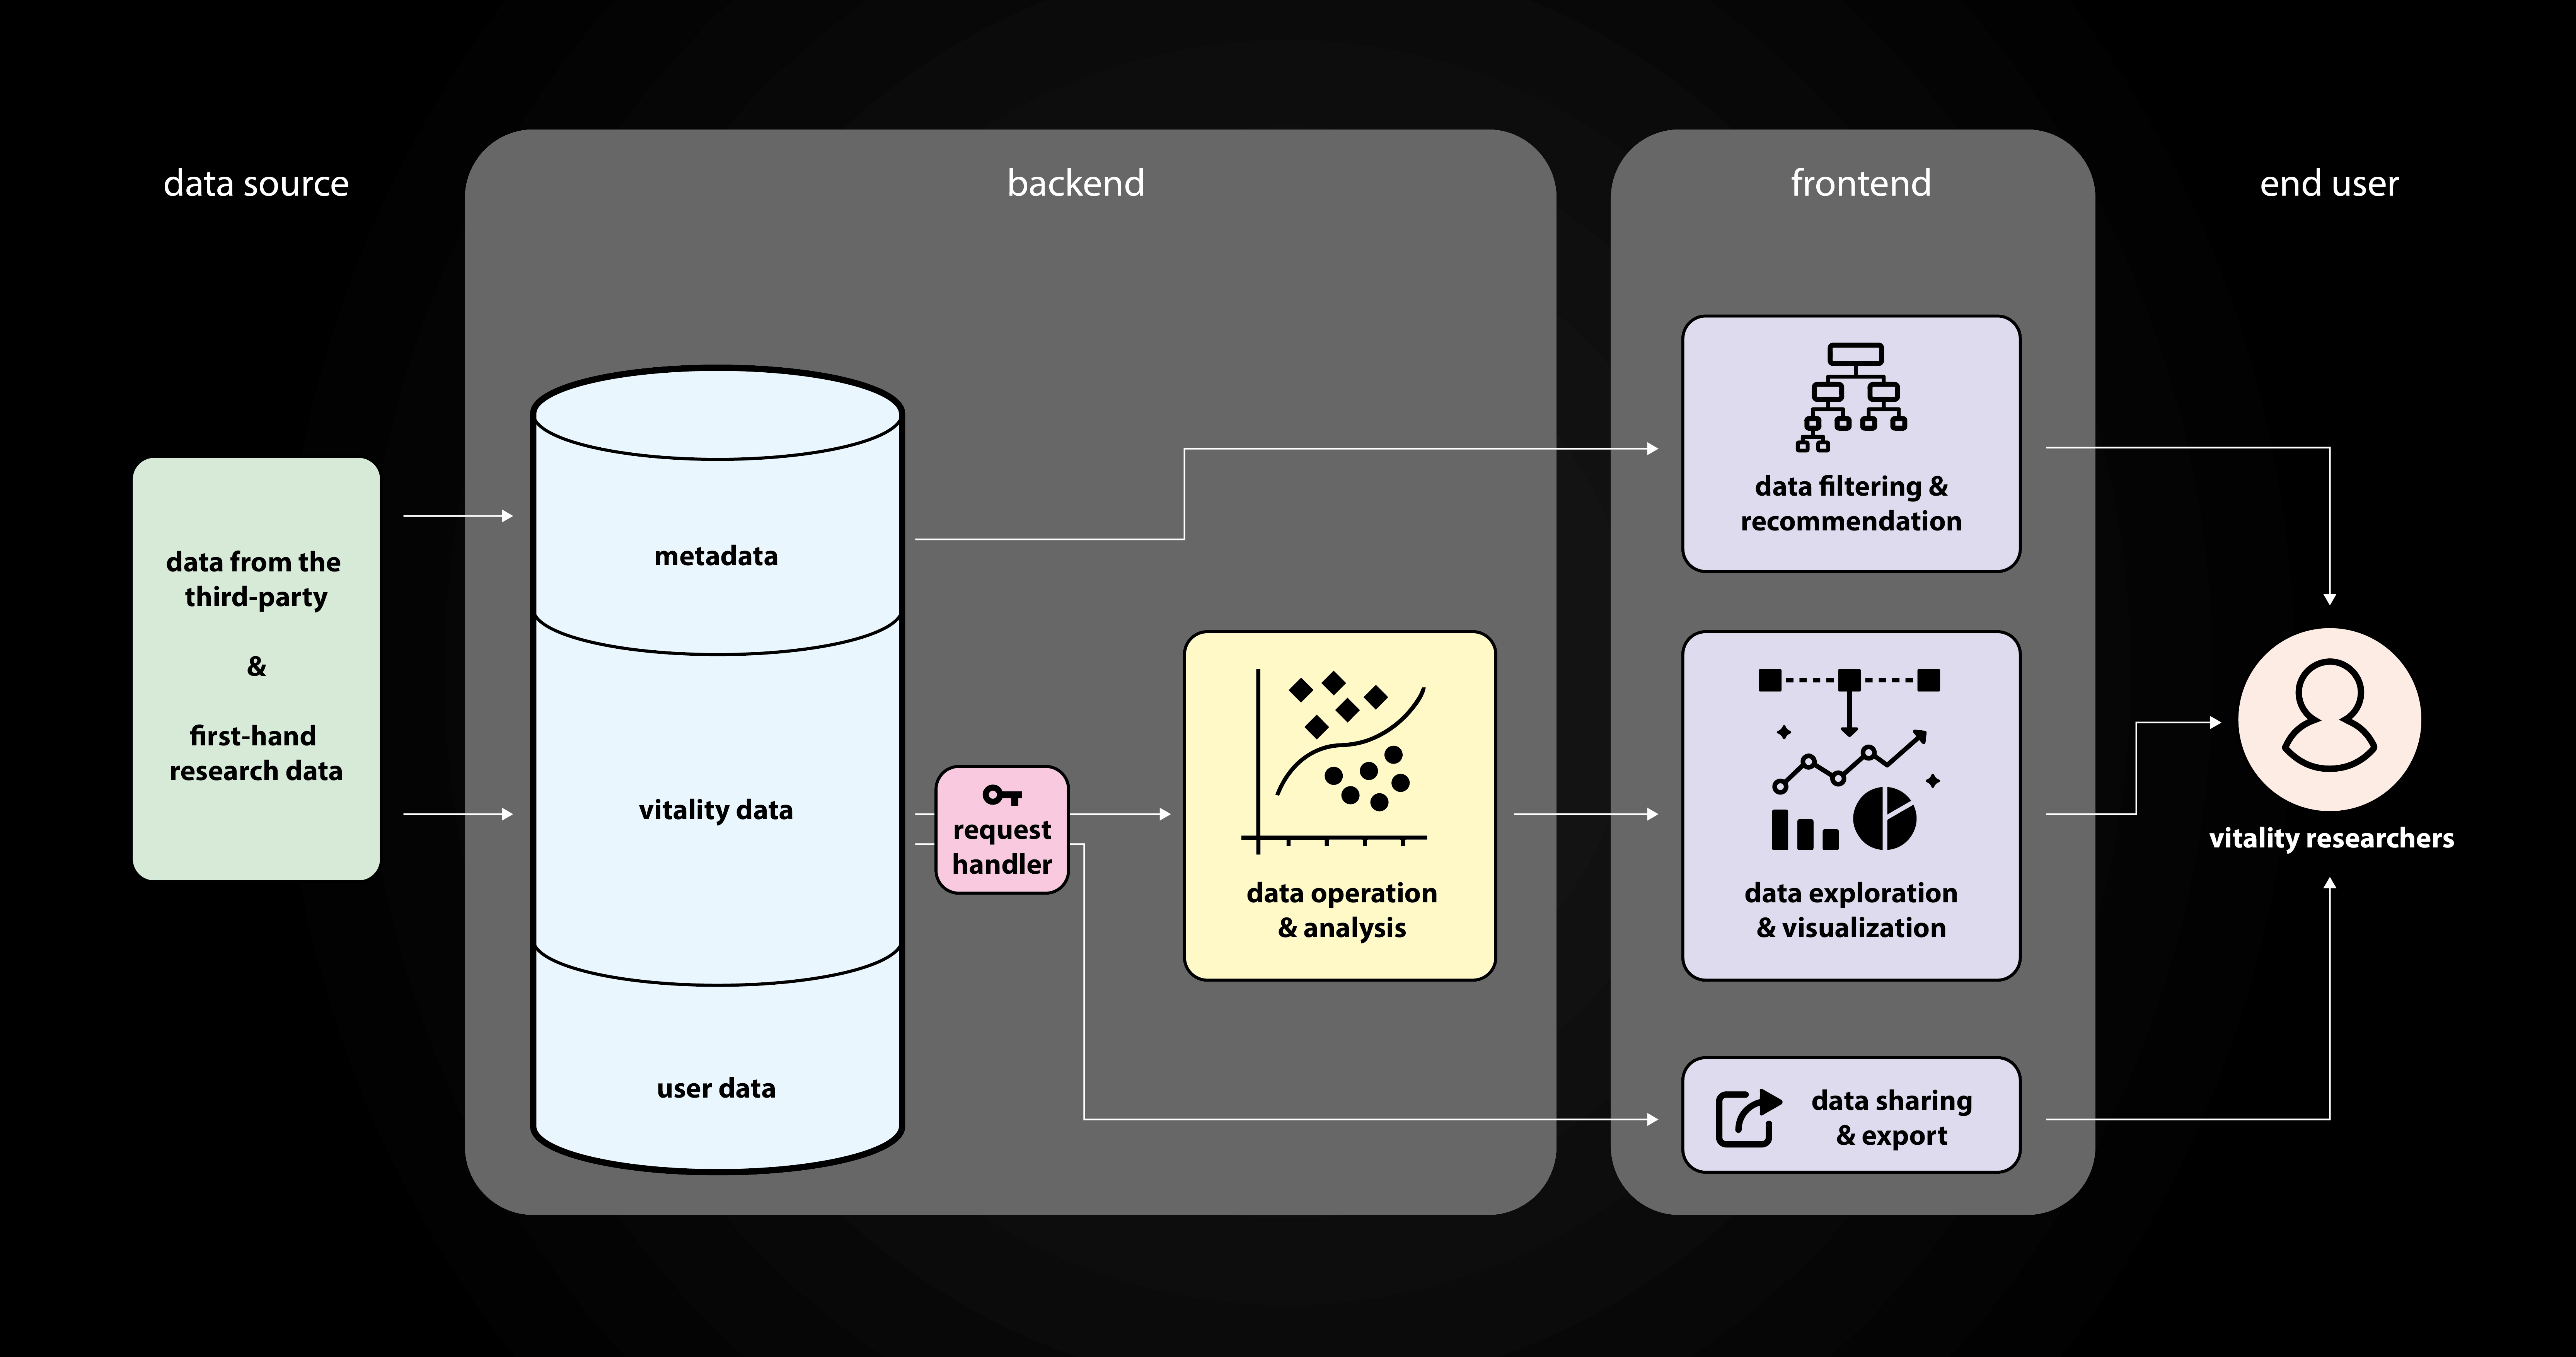 data source
backend
frontend
end user
data from the
third-party
&
first-hand
research data
metadata
vitality data
user data
request
handler
data operation
& analysis
data filtering &
recommendation
data exploration
& visualization
data sharing
& export
vitality researchers